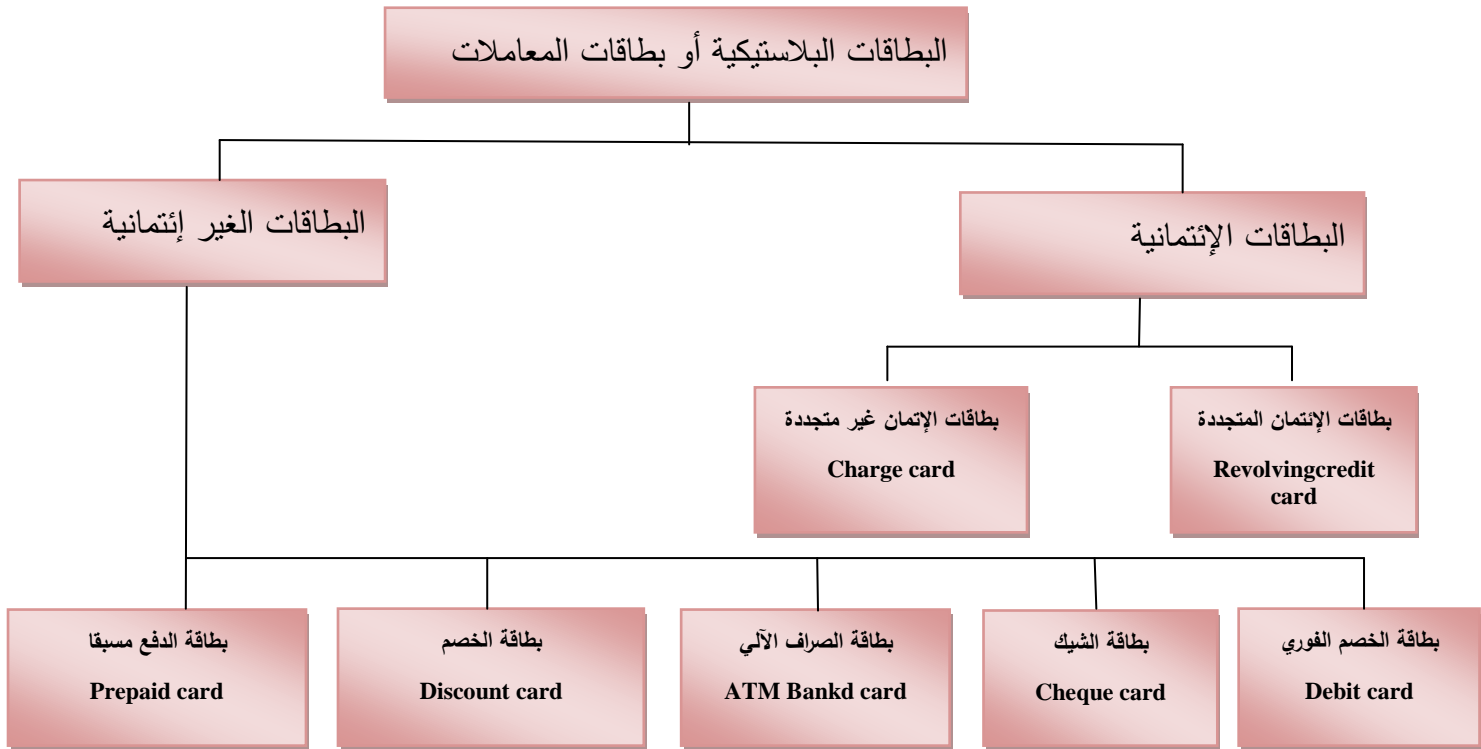 البطاقات البلاستيكية أو بطاقات المعاملات
البطاقات الإئتمانية
البطاقات الغير إئتمانية
بطاقات الإئتمان المتجددة
Revolvingcredit
card
بطاقات الإتمان غير متجددة
Charge card
بطاقة الخصم الفوري
Debit card
بطاقة الشيك
Cheque card
بطاقة الصراف الآلي
ATM Bankd card
بطاقة الخصم
Discount card
بطاقة الدفع مسبقا
Prepaid card